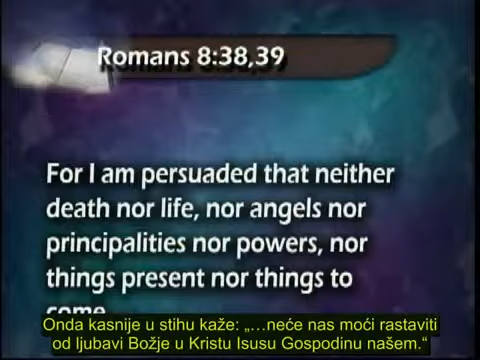 Romans 8:38,39
For I am persuaded that neither
death nor life, nor angels nor
principalities nor powers, nor
things present nor things to
come
Onda kasnije u stihu kaže: „…neće nas moći rastaviti
od ljubavi Božje u Kristu Isusu Gospodinu našem.“